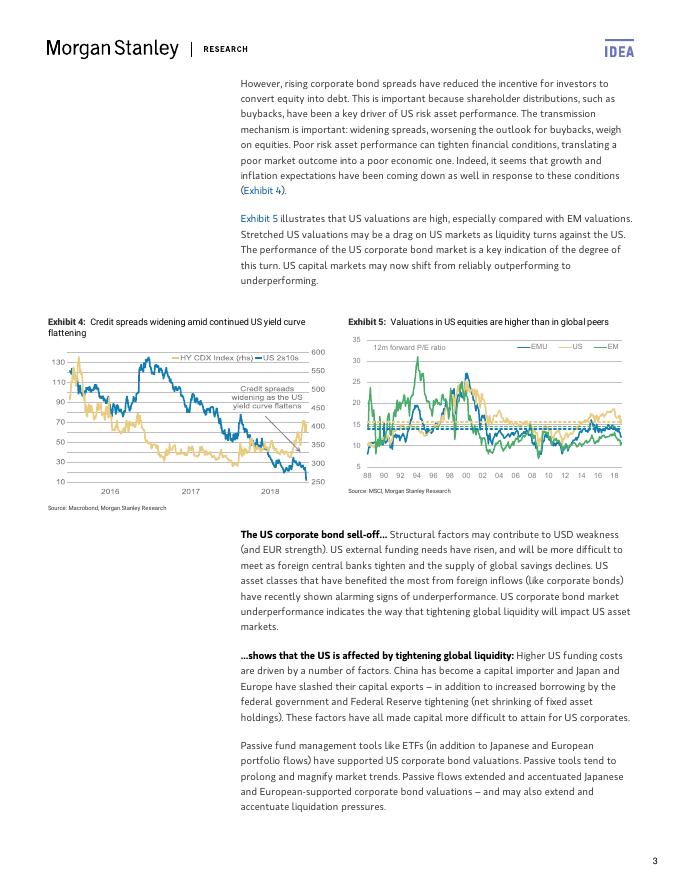 Morgan Stanley | RESEARCH
IDEA
However, rising corporate bond spreads have reduced the incentive for investors to
convert equity into debt. This is important because shareholder distributions, such as
buybacks, have been a key driver of US risk asset performance. The transmission
mechanism is important: widening spreads, worsening the outlook for buybacks, weigh
on equities. Poor risk asset performance can tighten financial conditions, translating a
poor market outcome into a poor economic one. Indeed, it seems that growth and
inflation expectations have been coming down as well in response to these conditions
(Exhibit 4).
Exhibit 5 illustrates that US valuations are high, especially compared with EM valuations.
Stretched US valuations may be a drag on US markets as liquidity turns against the US.
The performance of the US corporate bond market is a key indication of the degree of
this turn. US capital markets may now shift from reliably outperforming to
underperforming.
Exhibit 4: Credit spreads widening amid continued US yield curve
flattening
HY CDX Index (rhs) US 2s10s
130
110
90
70
50
30
10
600
550
500
450
400
350
300
250
Credit spreads
widening as the US
yield curve flattens
2016 2017 2018
Source: Macrobond, Morgan Stanley Research
Exhibit 5: Valuations in US equities are higher than in global peers
12m forward P/E ratio EMU US EM
35
30
25
20
15
10
5
88 90 92 94 96 98 00 02 04 06 08 10 12 14 16 18
Source: MSCI, Morgan Stanley Research
The US corporate bond sell-off... Structural factors may contribute to USD weakness
(and EUR strength). US external funding needs have risen, and will be more difficult to
meet as foreign central banks tighten and the supply of global savings declines. US
asset classes that have benefited the most from foreign inflows (like corporate bonds)
have recently shown alarming signs of underperformance. US corporate bond market
underperformance indicates the way that tightening global liquidity will impact US asset
markets.
...shows that the US is affected by tightening global liquidity: Higher US funding costs
are driven by a number of factors. China has become a capital importer and Japan and
Europe have slashed their capital exports – in addition to increased borrowing by the
federal government and Federal Reserve tightening (net shrinking of fixed asset
holdings). These factors have all made capital more difficult to attain for US corporates.
Passive fund management tools like ETFs (in addition to Japanese and European
portfolio flows) have supported US corporate bond valuations. Passive tools tend to
prolong and magnify market trends. Passive flows extended and accentuated Japanese
and European-supported corporate bond valuations – and may also extend and
accentuate liquidation pressures.
3